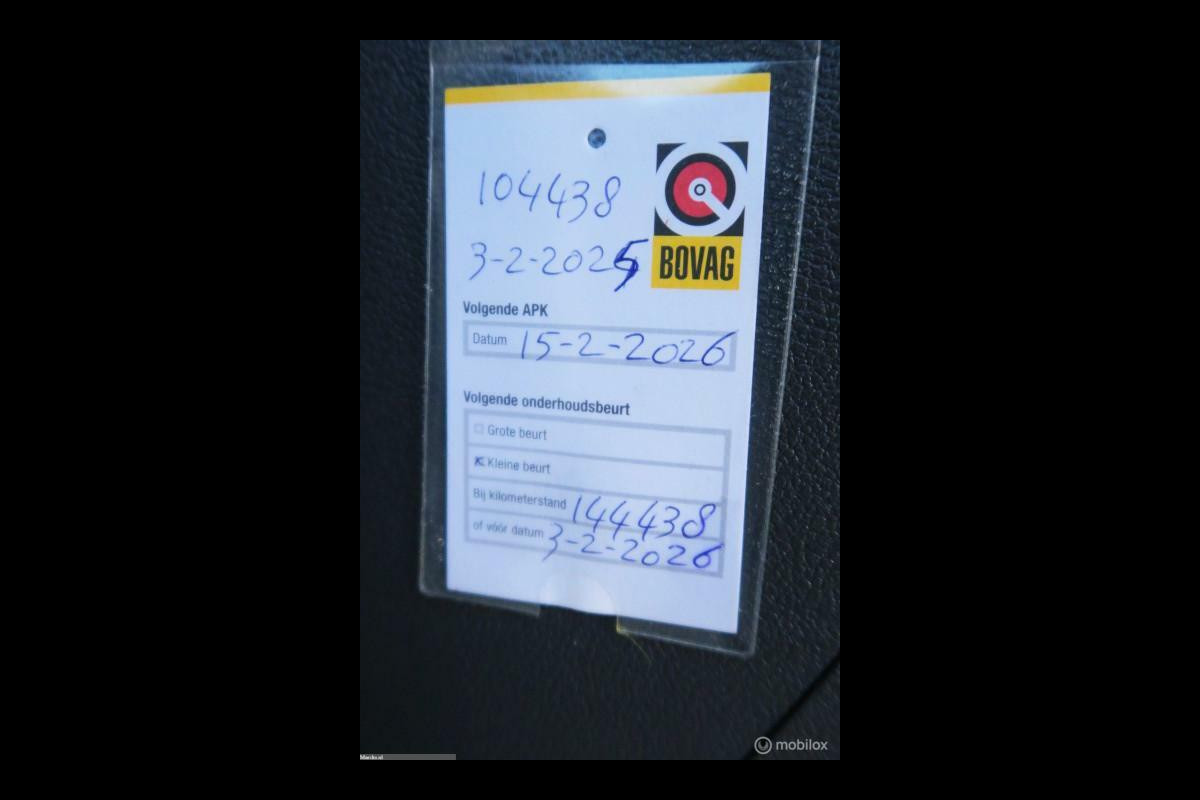 104438
3-2-2025
BOVAG
Volgende APK
Datum 15-2-2026
Volgende onderhoudsbeurt
Grote beurt
Kleine beurt
Bij kilometerstand 144438
of vóór datum 3-2-2026
mobilox